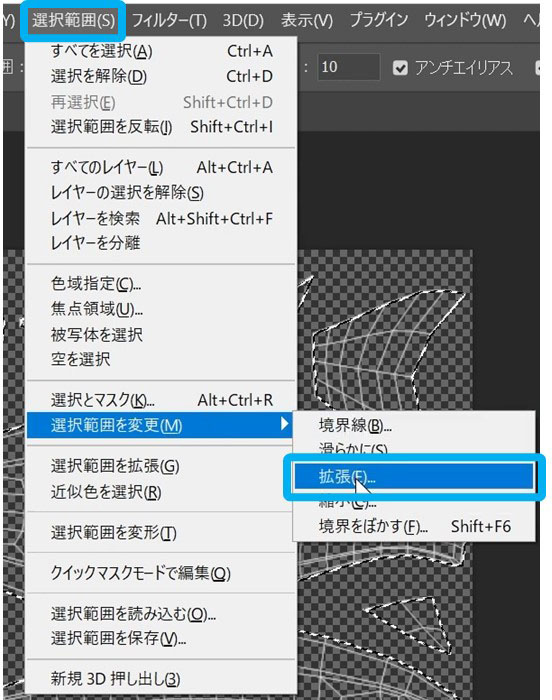 Y) 選択範囲(S) フィルター(T) 3D(D) 表示(V) プラグイン ウィンドウ(W) ヘル
囲 : : 10 アンチエイリアス
すべてを選択(A) Ctrl+A
選択を解除(D) Ctrl+D
再選択(E) Shift+Ctrl+D
選択範囲を反転(I) Shift+Ctrl+I
すべてのレイヤー(L) Alt+Ctrl+A
レイヤーの選択を解除(S)
レイヤーを検索 Alt+Shift+Ctrl+F
レイヤーを分離
色域指定(C)...
焦点領域(U)...
被写体を選択
空を選択
選択とマスク(K)... Alt+Ctrl+R
選択範囲を変更(M)
境界線(B)...
滑らかに(S)
拡張(E)...
縮小(C)...
境界をぼかす(F)... Shift+F6
選択範囲を拡張(G)
近似色を選択(R)
選択範囲を変形(T)
クイックマスクモードで編集(Q)
選択範囲を読み込む(O)...
選択範囲を保存(V)...
新規 3D 押し出し(3)